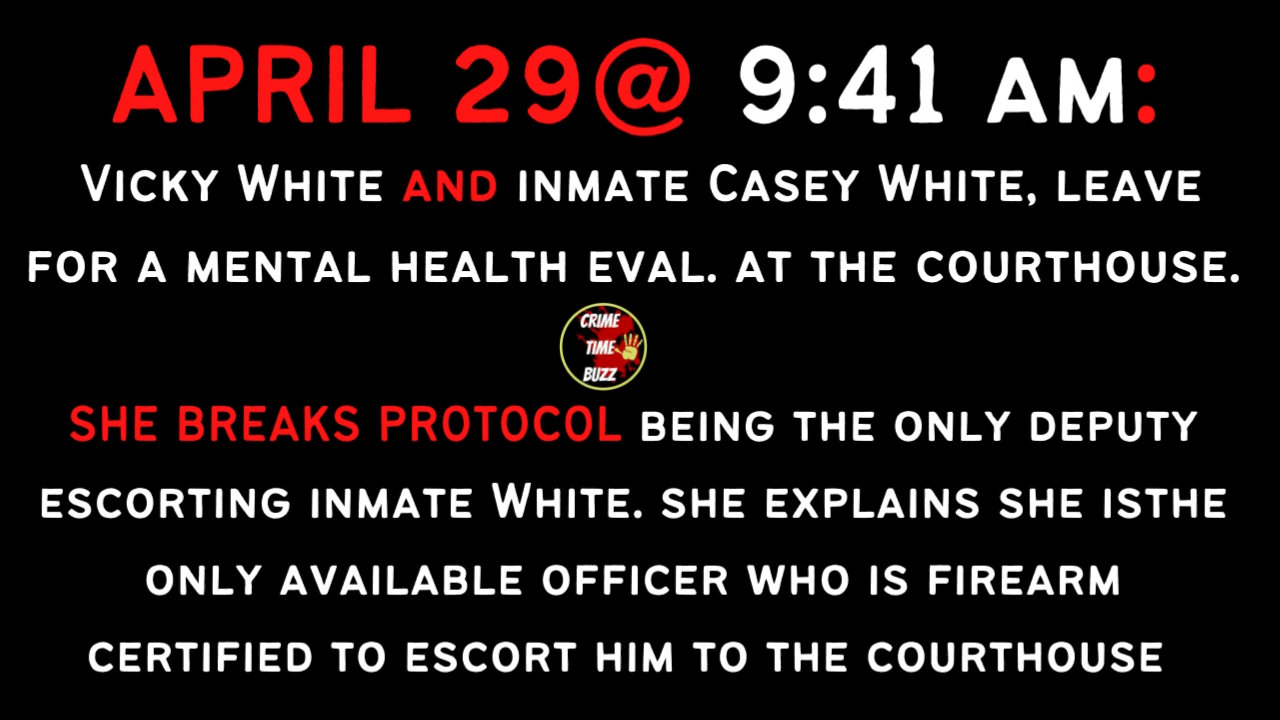 APRIL 29@ 9:41 AM:
VICKY WHITE AND INMATE CASEY WHITE, LEAVE
FOR A MENTAL HEALTH EVAL. AT THE COURTHOUSE.
CRIME
TIME
BUZZ
SHE BREAKS PROTOCOL BEING THE ONLY DEPUTY
ESCORTING INMATE WHITE. SHE EXPLAINS SHE ISTHE
ONLY AVAILABLE OFFICER WHO IS FIREARM
CERTIFIED TO ESCORT HIM TO THE COURTHOUSE